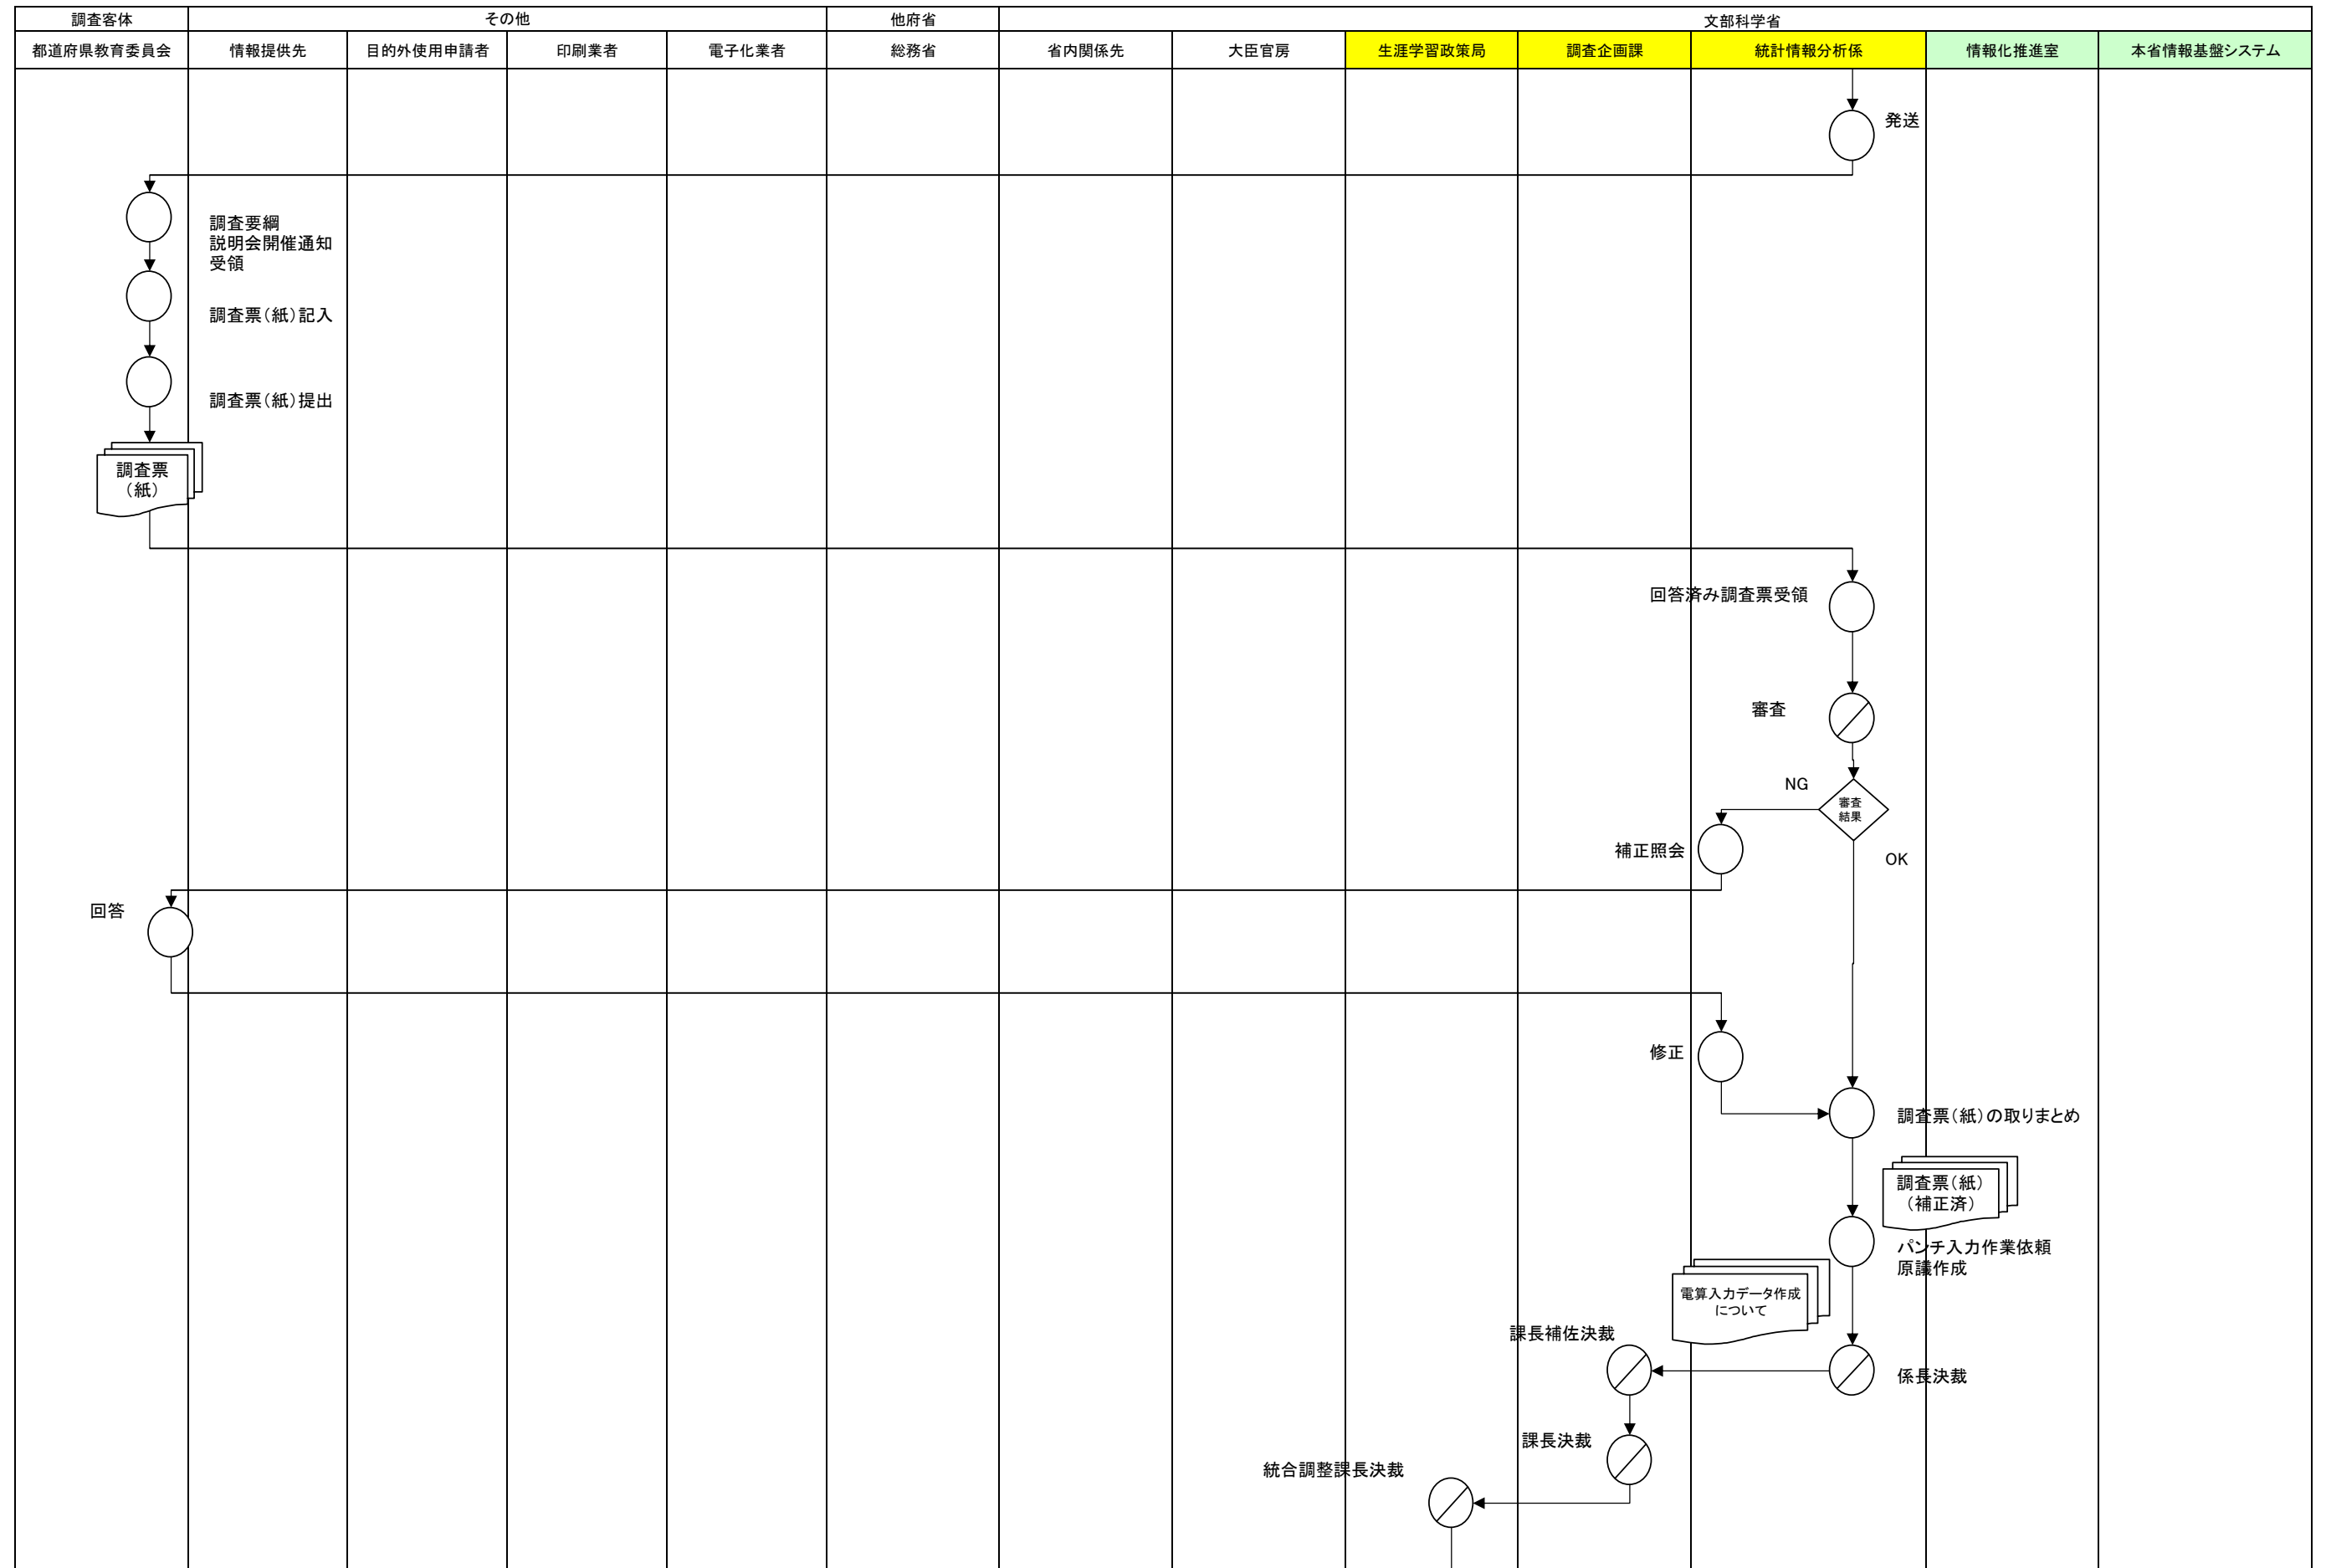 調査客体
その他
他府省
文部科学省
都道府県教育委員会
情報提供先
目的外使用申請者
印刷業者
電子化業者
総務省
省内関係先
大臣官房
生涯学習政策局
調査企画課
統計情報分析係
情報化推進室
本省情報基盤システム
発送
調査要綱
説明会開催通知
受領
調査票（紙）記入
調査票（紙）提出
調査票
（紙）
回答済み調査票受領
審査
NG
審査
結果
補正照会
OK
回答
修正
調査票（紙）の取りまとめ
調査票（紙）
（補正済）
パンチ入力作業依頼
原議作成
電算入力データ作成
について
課長補佐決裁
係長決裁
課長決裁
統合調整課長決裁